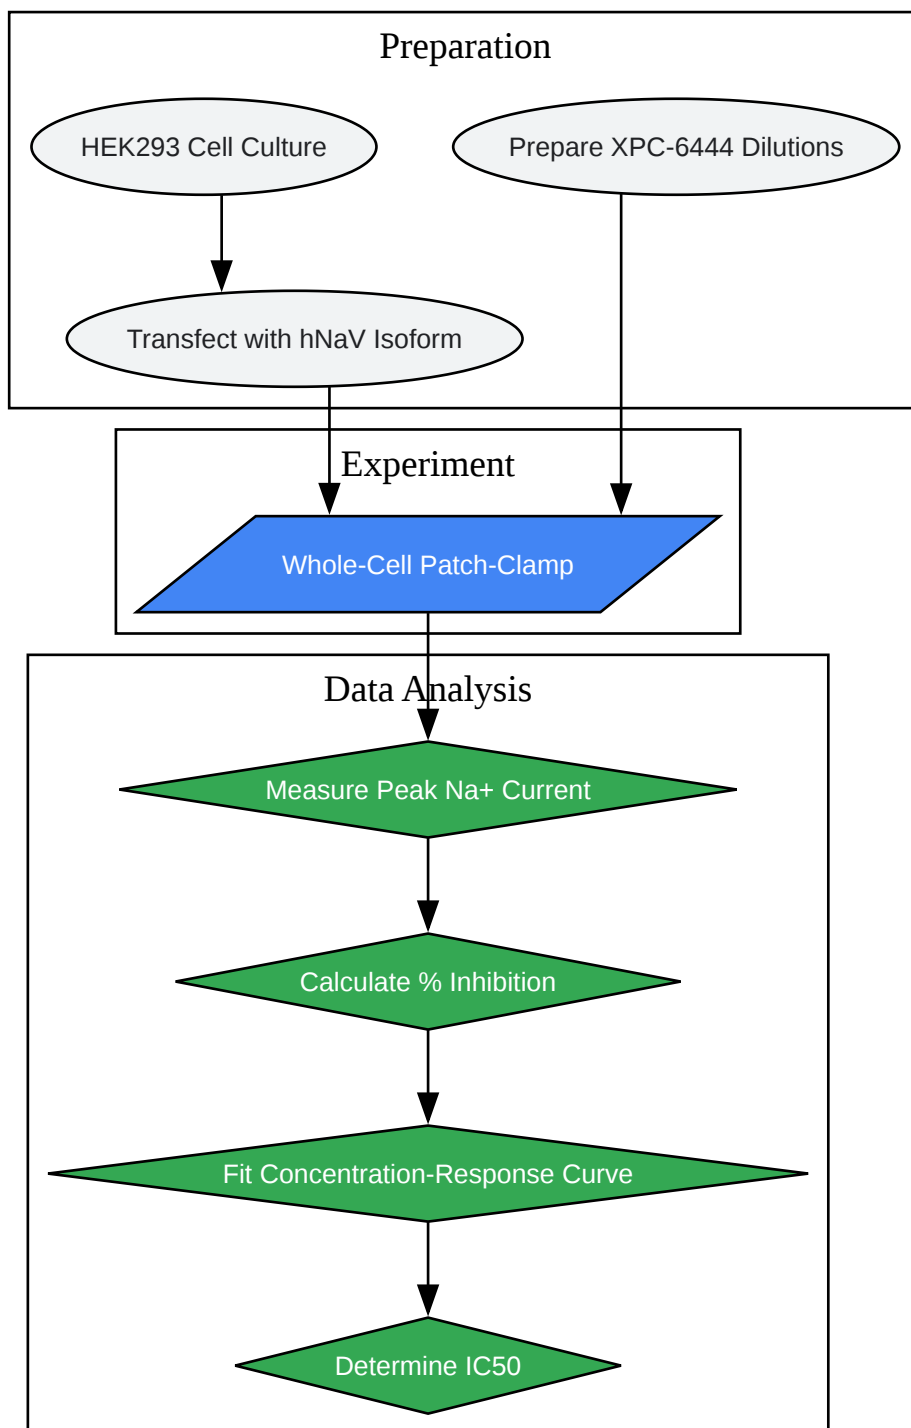 Preparation
HEK293 Cell Culture
Prepare XPC-6444 Dilutions
Transfect with hNaV Isoform
Experiment
Whole-Cell Patch-Clamp
Data Analysis
Measure Peak Na+ Current
Calculate % Inhibition
Fit Concentration-Response Curve
Determine IC50